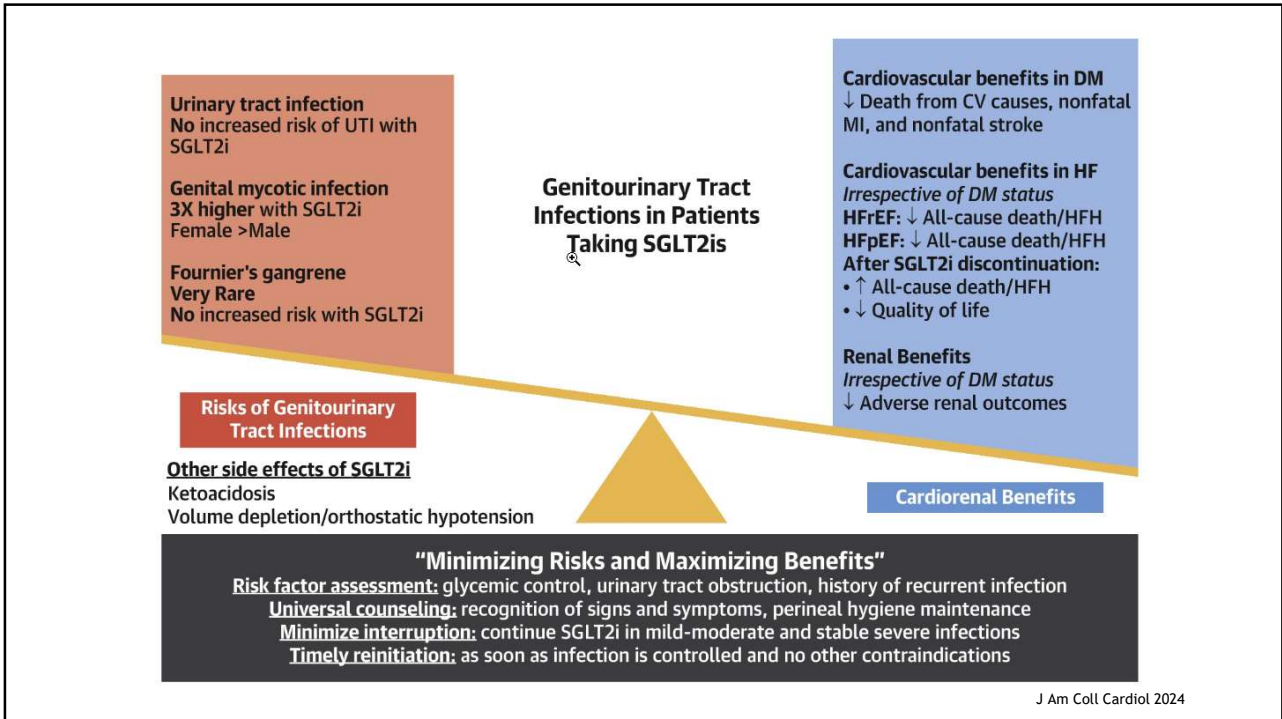 Urinary tract infection
No increased risk of UTI with
SGLT2i
Genital mycotic infection
3X higher with SGLT2i
Female >Male
Fournier's gangrene
Very Rare
No increased risk with SGLT2i
Risks of Genitourinary
Tract Infections
Other side effects of SGLT2i
Ketoacidosis
Volume depletion/orthostatic hypotension
Genitourinary Tract
Infections in Patients
Taking SGLT2is
Cardiovascular benefits in DM
↓ Death from CV causes, nonfatal
MI, and nonfatal stroke
Cardiovascular benefits in HF
Irrespective of DM status
HFrEF: ↓ All-cause death/HFH
HFpEF: ↓ All-cause death/HFH
After SGLT2i discontinuation:
• ↑ All-cause death/HFH
• ↓ Quality of life
Renal Benefits
Irrespective of DM status
↓ Adverse renal outcomes
Cardiorenal Benefits
“Minimizing Risks and Maximizing Benefits”
Risk factor assessment: glycemic control, urinary tract obstruction, history of recurrent infection
Universal counseling: recognition of signs and symptoms, perineal hygiene maintenance
Minimize interruption: continue SGLT2i in mild-moderate and stable severe infections
Timely reinitiation: as soon as infection is controlled and no other contraindications
J Am Coll Cardiol 2024